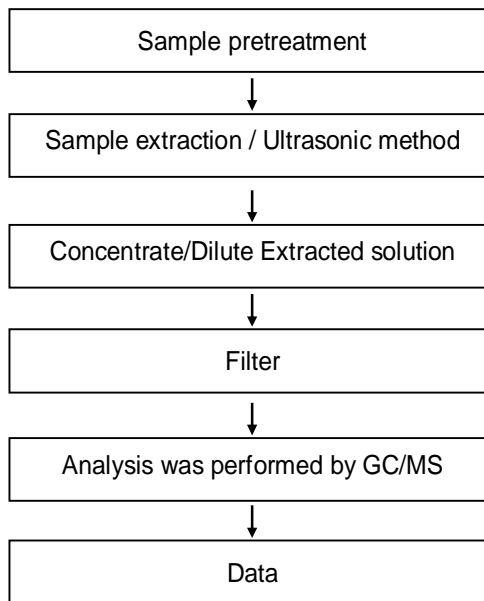 Sample pretreatment
Sample extraction / Ultrasonic method
Concentrate/Dilute Extracted solution
Filter
Analysis was performed by GC/MS
Data